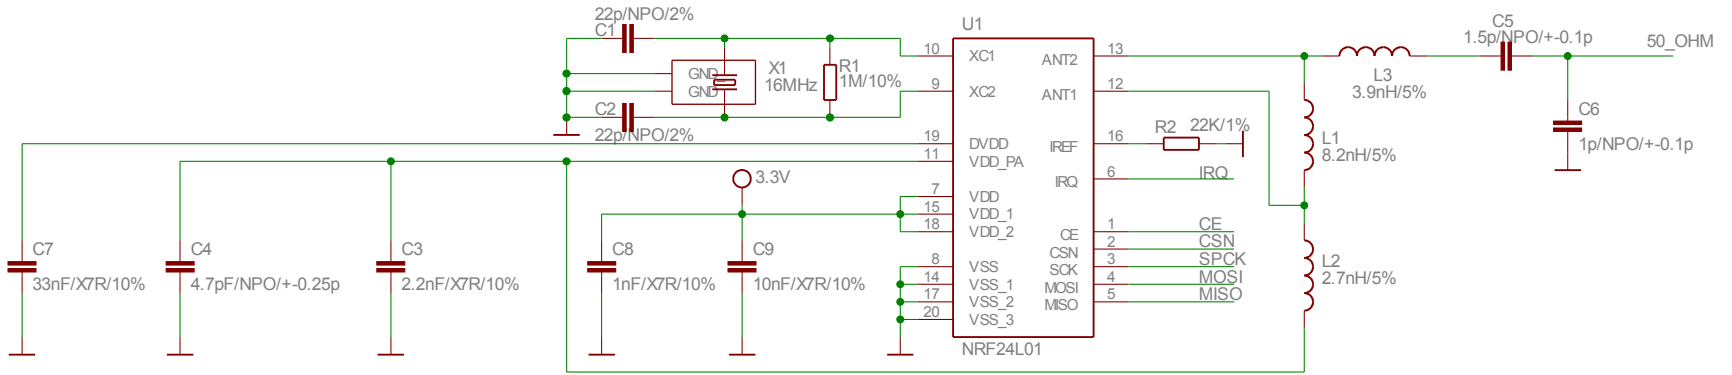 22p/NPO/2%
C1
U1
C5
1.5p/NPO/+-0.1p
50_OHM
10
XC1
ANT2
13
GND
GND
X1
16MHz
R1
1M/10%
L3
3.9nH/5%
9
XC2
ANT1
12
C2
22p/NPO/2%
C6
1p/NPO/+-0.1p
19
DVDD
IREF
16
R2
22K/1%
L1
8.2nH/5%
11
VDD_PA
3.3V
IRQ
6
IRQ
7
VDD
15
VDD_1
18
VDD_2
CE
1
CE
CSN
2
CSN
SCK
3
SPCK
MOSI
4
MOSI
MISO
5
MISO
C7
33nF/X7R/10%
C4
4.7pF/NPO/+-0.25p
C3
2.2nF/X7R/10%
C8
1nF/X7R/10%
C9
10nF/X7R/10%
8
VSS
14
VSS_1
17
VSS_2
20
VSS_3
L2
2.7nH/5%
NRF24L01